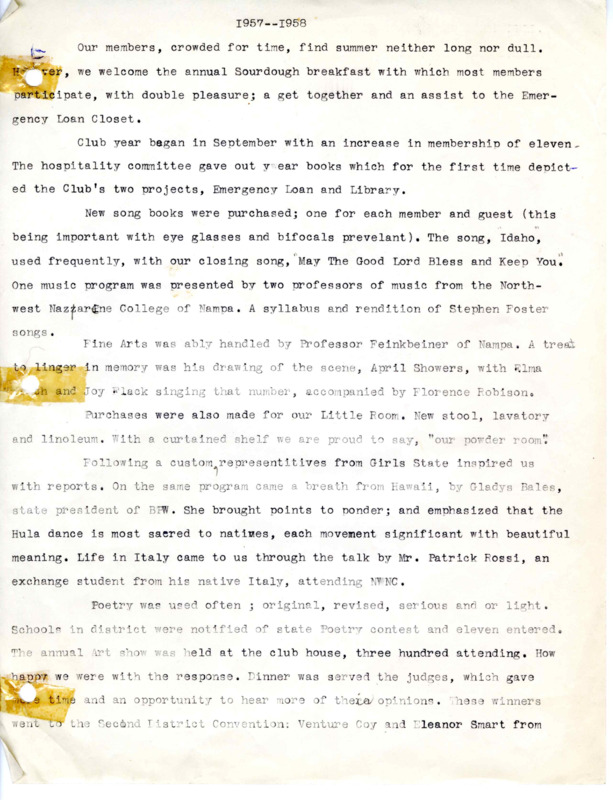 1957--1958
Our members, crowded for time, find summer neither long nor dull.
However, we welcome the annual Sourdough breakfast with which most members
participate, with double pleasure; a get together and an assist to the Emer-
gency Loan Closet.
Club year began in September with an increase in membership of eleven.
The hospitality committee gave out year books which for the first time depict-
ed the Club's two projects, Emergency Loan and Library.
New song books were purchased; one for each member and guest (this
being important with eye glasses and bifocals prevelant). The song, "Idaho",
used frequently, with our closing song, "May The Good Lord Bless and Keep You".
One music program was presented by two professors of music from the North-
west Nazarene College of Nampa. A syllabus and rendition of Stephen Foster
songs.
Fine Arts was ably handled by Professor Feinkbeiner of Nampa. A treat
to linger in memory was his drawing of the scene, April Showers, with Elma
and Joy Flack singing that number, accompanied by Florence Robison.
Purchases were also made for our Little Room. New stool, lavatory
and linoleum. With a curtained shelf we are proud to say, "our powder room".
Following a custom, representitives from Girls State inspired us
with reports. On the same program came a breath from Hawaii, by Gladys Bales,
state president of BPW. She brought points to ponder; and emphasized that the
Hula dance is most sacred to natives, each movement significant with beautiful
meaning. Life in Italy came to us through the talk by Mr. Patrick Rossi, an
exchange student from his native Italy, attending NWNC.
Poetry was used often ; original, revised, serious and or light.
Schools in district were notified of state Poetry contest and eleven entered.
The annual Art show was held at the club house, three hundred attending. How
happy we were with the response. Dinner was served the judges, which gave
more time and an opportunity to hear more of their opinions. These winners
went to the Second District Convention: Venture Coy and Eleanor Smart from